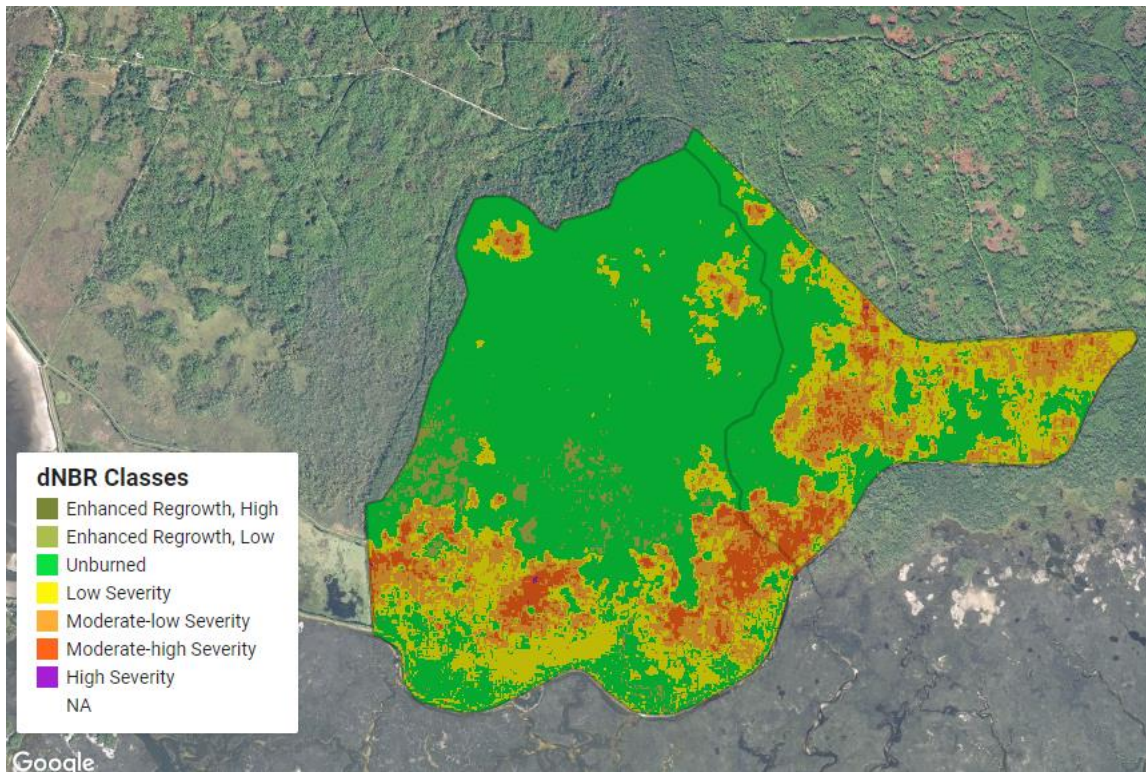 dNBR Classes
Enhanced Regrowth, High
Enhanced Regrowth, Low
Unburned
Low Severity
Moderate-low Severity
Moderate-high Severity
High Severity
NA
Google